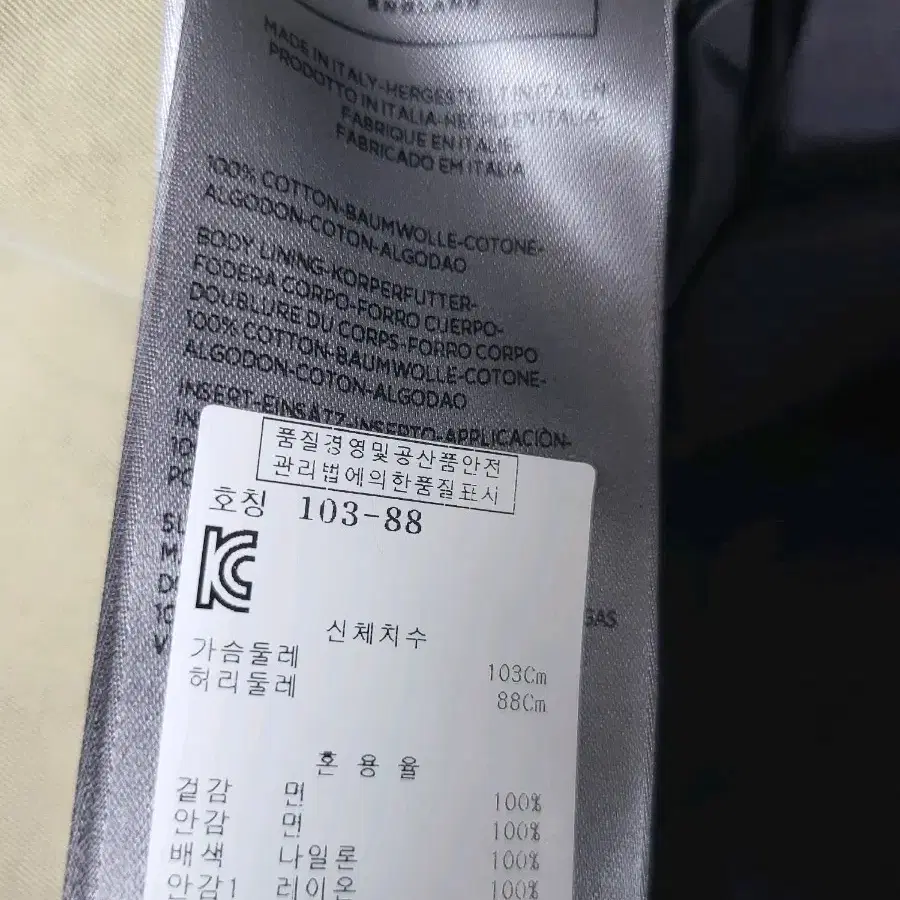 ENGLAND
MADE IN ITALY-HERGESTELLT IN ITALIEN
PRODOTTO IN ITALIA-HECHO EN ITALIA
FABRIQUE EN ITALIE
FABRICADO EM ITALIA
100% COTTON-BAUMWOLLE-COTONE-
ALGODON-COTON-ALGODAO
BODY LINING-KORPERFUTTER-
FODERA CORPO-FORRO CUERPO-
DOUBLURE DU CORPS-FORRO CORPO
100% COTTON-BAUMWOLLE-COTONE-
ALGODON-COTON-ALGODAO
INSERT-EINSATZ-INSERTO-APPLICACIÒN-
품질경영및공산품안전
관리법에의한품질표시
호칭 103-88
KC
신체치수
가슴둘레 103Cm
허리둘레 88Cm
혼용율
겉감 면 100%
안감 면 100%
배색 나일론 100%
안감1 레이온 100%